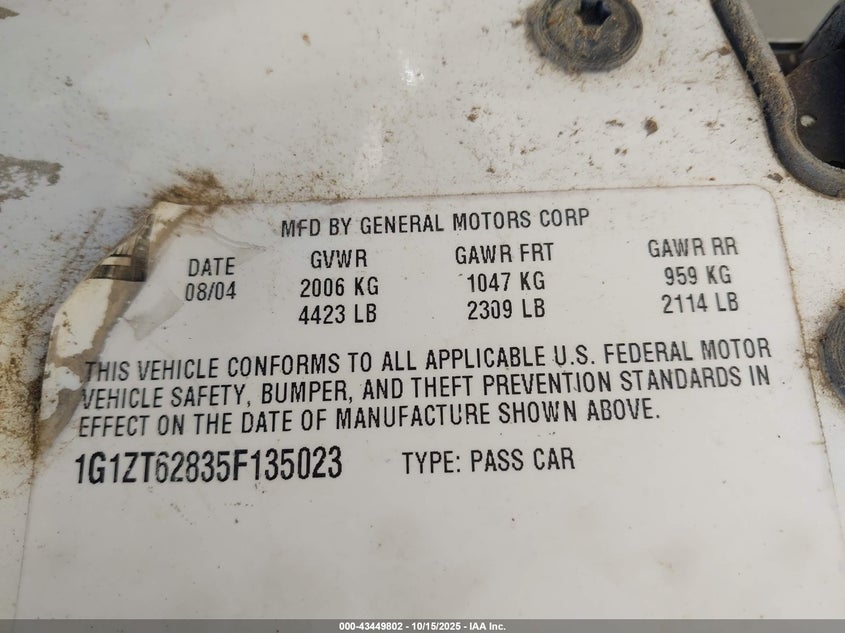 MFD BY GENERAL MOTORS CORP
DATE GVWR GAWR FRT GAWR RR
08/04 2006 KG 1047 KG 959 KG
4423 LB 2309 LB 2114 LB
THIS VEHICLE CONFORMS TO ALL APPLICABLE U.S. FEDERAL MOTOR
VEHICLE SAFETY, BUMPER, AND THEFT PREVENTION STANDARDS IN
EFFECT ON THE DATE OF MANUFACTURE SHOWN ABOVE.
1G1ZT62835F135023 TYPE: PASS CAR
000-43449802 - 10/15/2025 - IAA Inc.